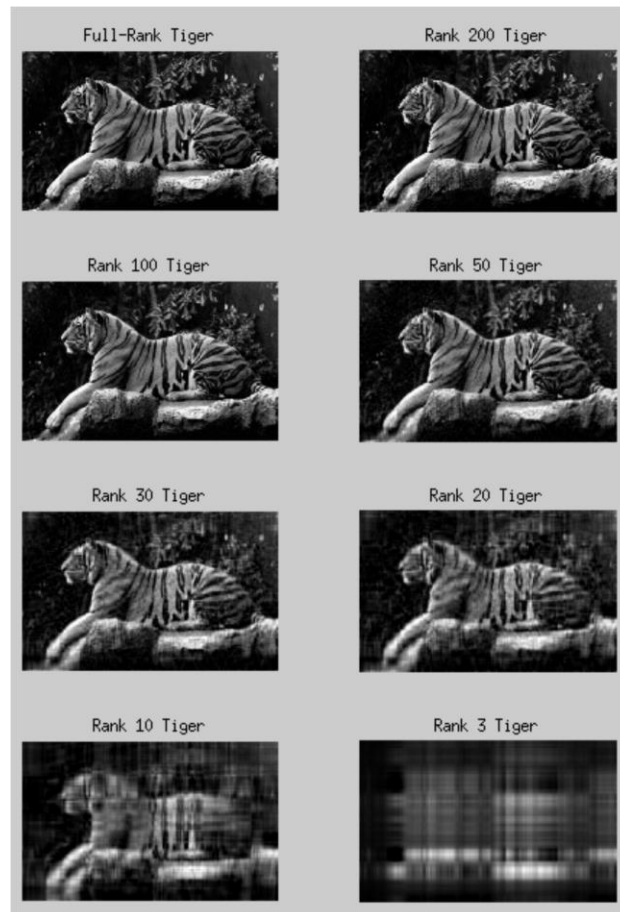 Full-Rank Tiger
Rank 200 Tiger
Rank 100 Tiger
Rank 50 Tiger
Rank 30 Tiger
Rank 20 Tiger
Rank 10 Tiger
Rank 3 Tiger